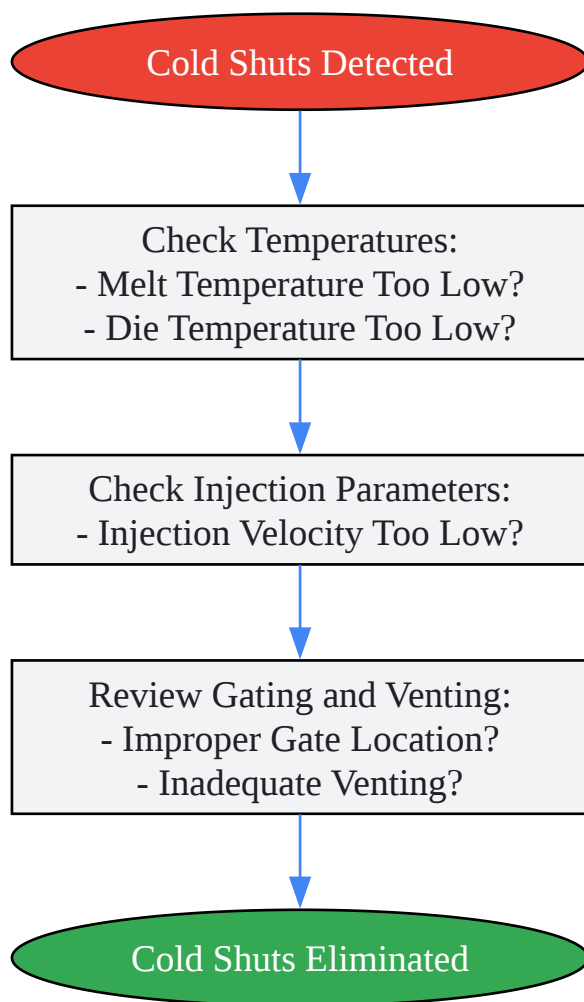 Cold Shuts Detected
Check Temperatures:
- Melt Temperature Too Low?
- Die Temperature Too Low?
Check Injection Parameters:
- Injection Velocity Too Low?
Review Gating and Venting:
- Improper Gate Location?
- Inadequate Venting?
Cold Shuts Eliminated